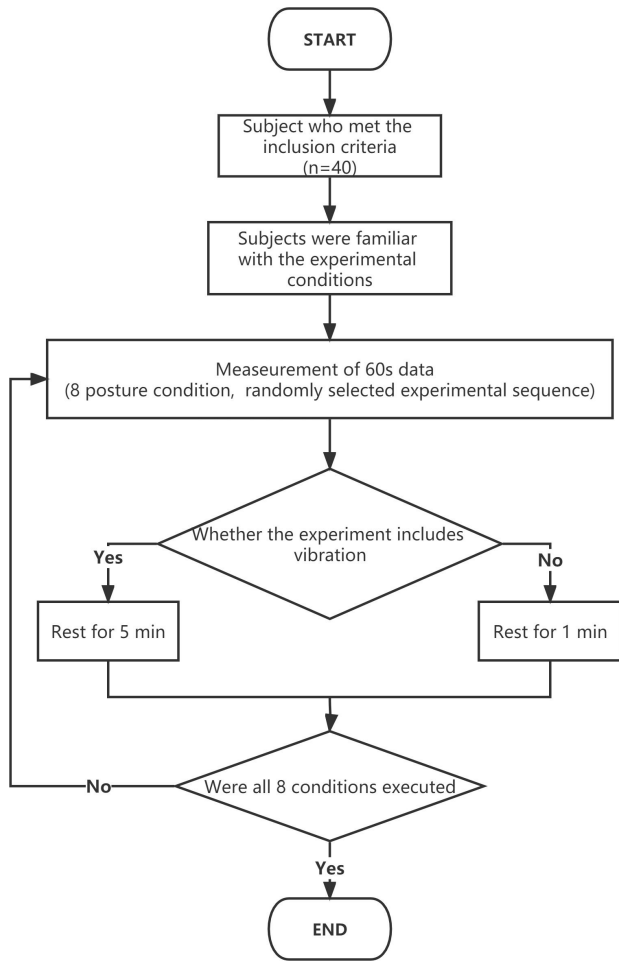 START
Subject who met the
inclusion criteria
(n=40)
Subjects were familiar
with the experimental
conditions
Measeurement of 60s data
(8 posture condition, randomly selected experimental sequence)
Whether the experiment includes
vibration
Yes
No
Rest for 5 min
Rest for 1 min
Were all 8 conditions executed
No
Yes
END